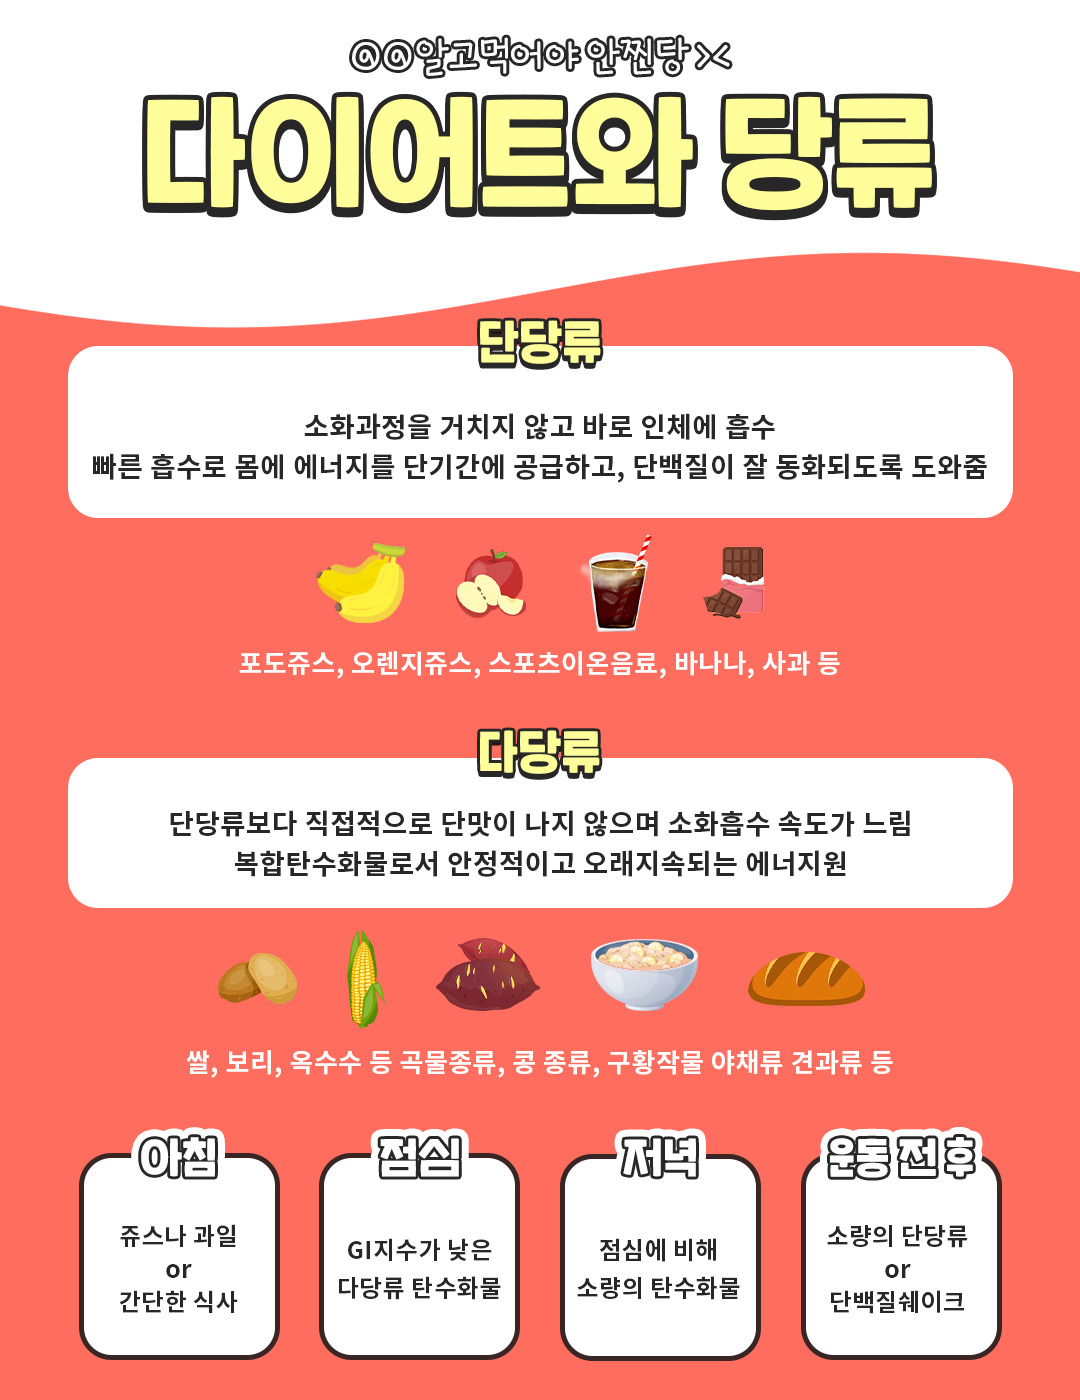 @@알고먹어야 안찐당 ><
다이어트와 당류
단당류
소화과정을 거치지 않고 바로 인체에 흡수
빠른 흡수로 몸에 에너지를 단기간에 공급하고, 단백질이 잘 동화되도록 도와줌
포도쥬스, 오렌지쥬스, 스포츠이온음료, 바나나, 사과 등
다당류
단당류보다 직접적으로 단맛이 나지 않으며 소화흡수 속도가 느림
복합탄수화물로서 안정적이고 오래지속되는 에너지원
쌀, 보리, 옥수수 등 곡물종류, 콩 종류, 구황작물 야채류 견과류 등
아침
쥬스나 과일
or
간단한 식사
점심
GI지수가 낮은
다당류 탄수화물
저녁
점심에 비해
소량의 탄수화물
운동 전 후
소량의 단당류
or
단백질쉐이크